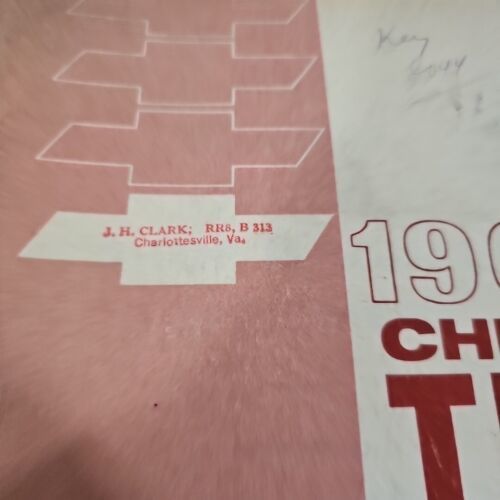 Key
J. H. CLARK; RR8, B 313
Charlottesville, Va.
19
CH
T